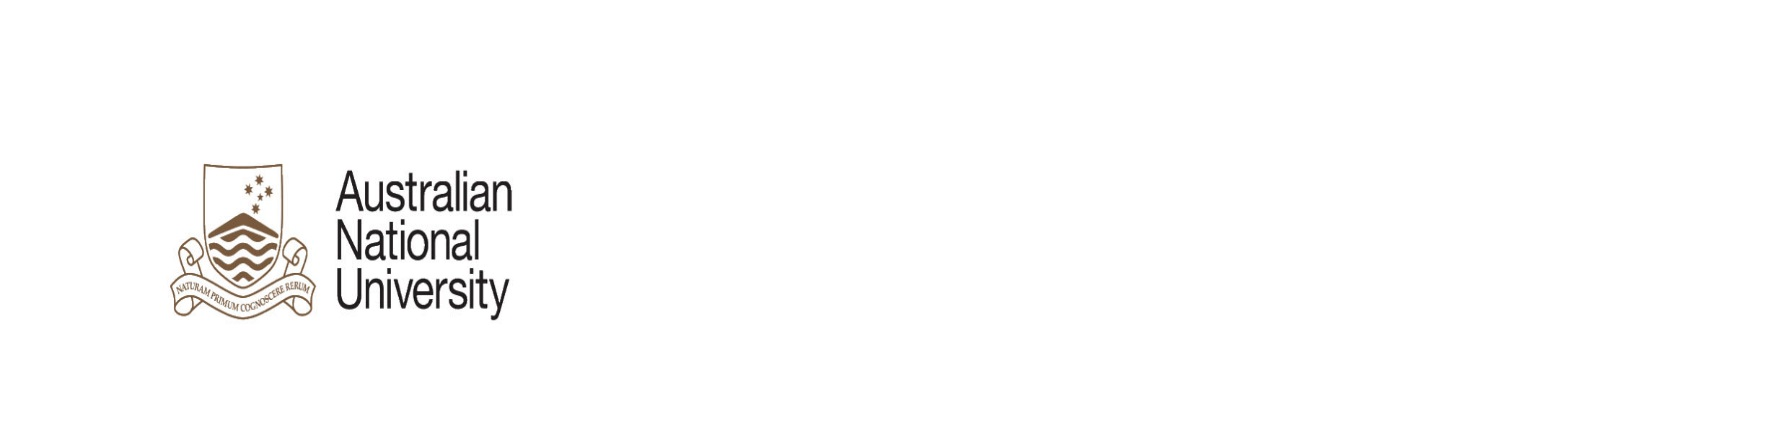 Australian
National
University
NATURAM PRIMUM COGNOSCERE RERUM